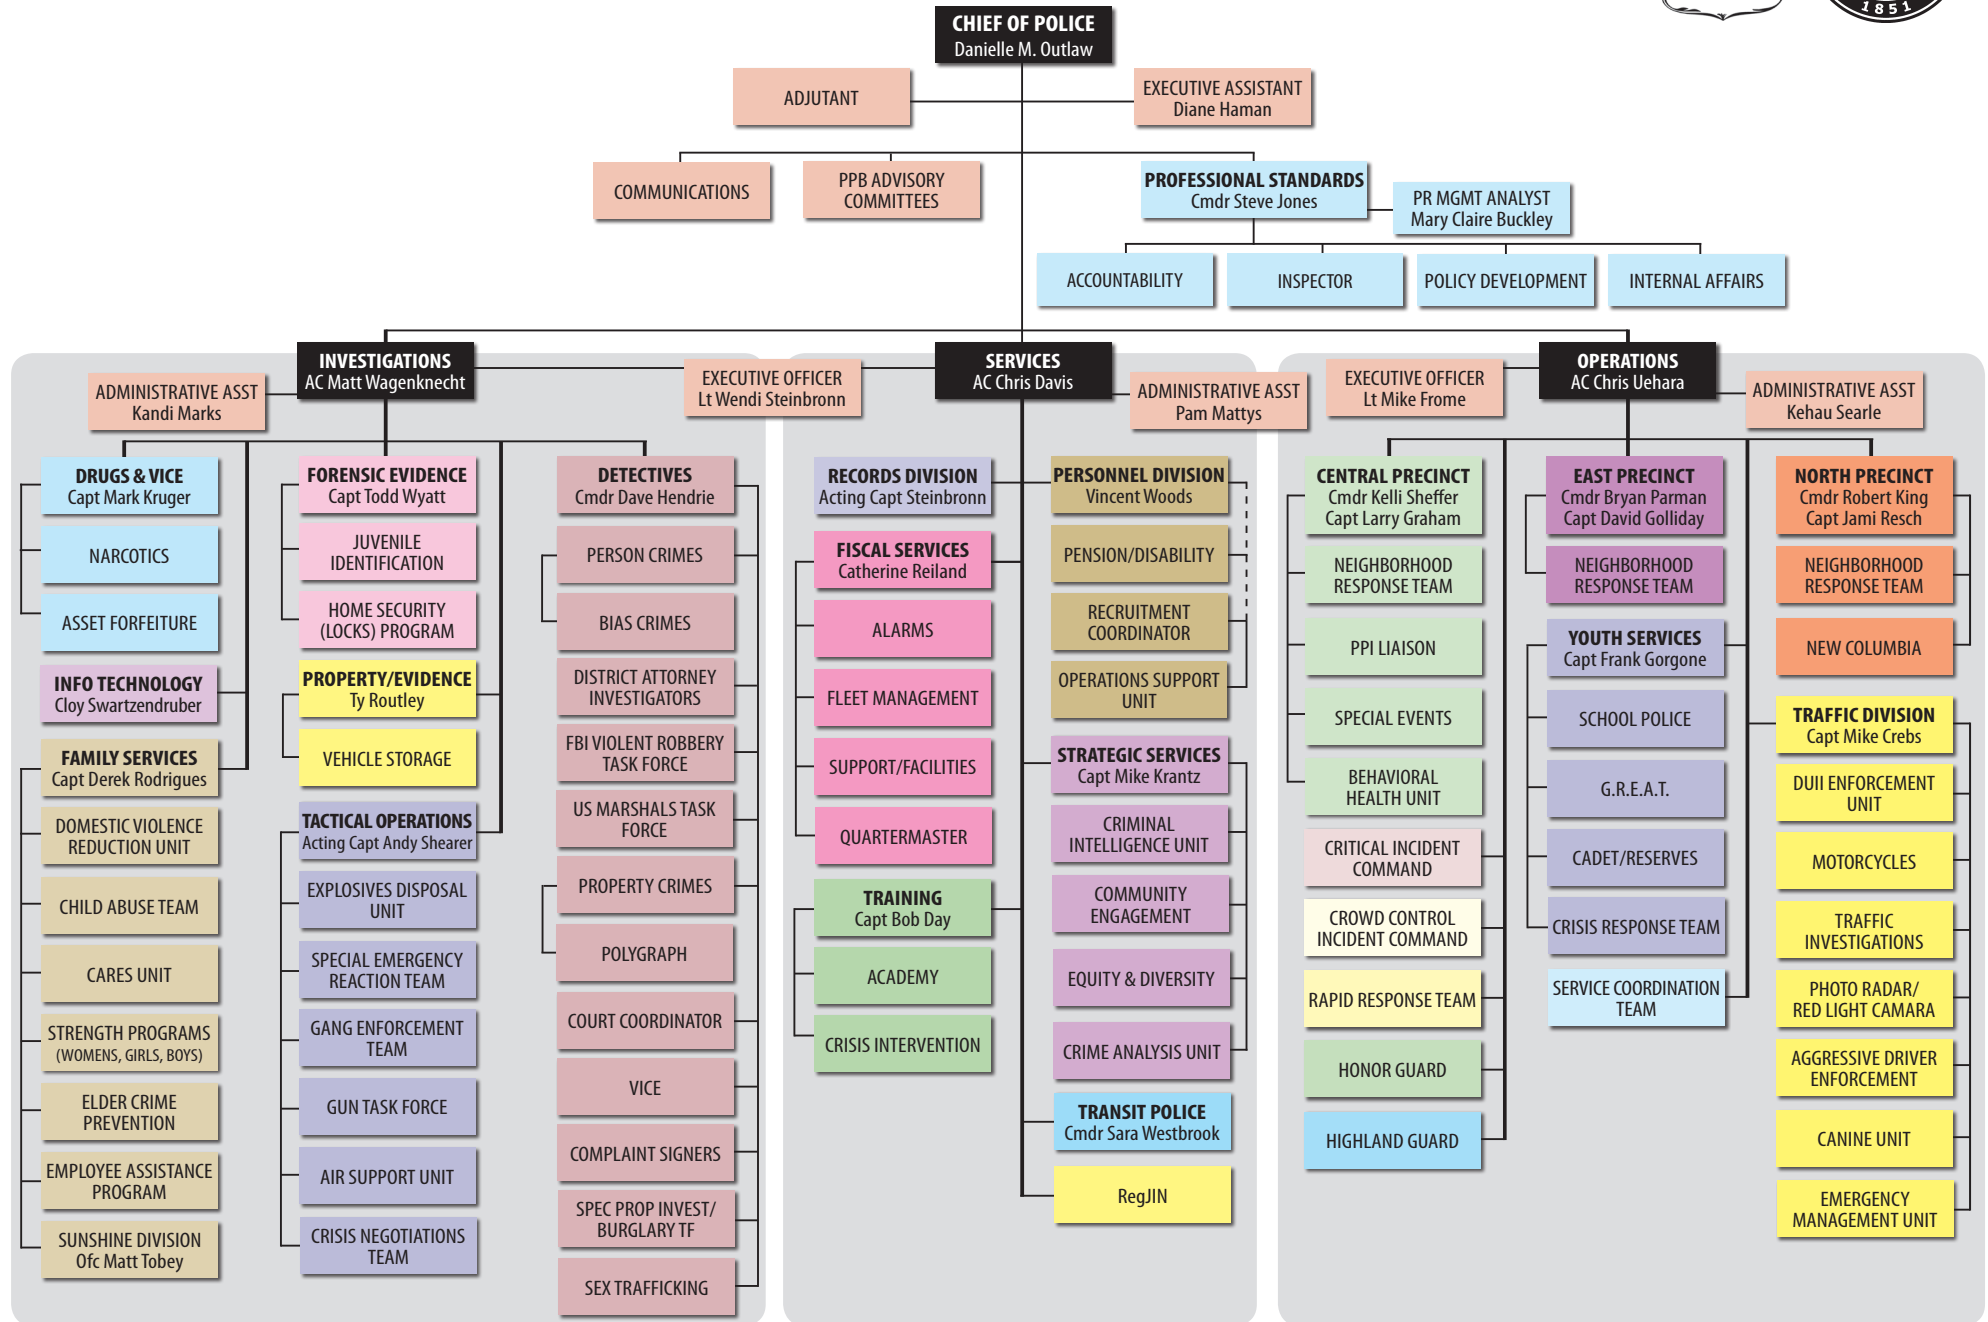 1851
CHIEF OF POLICE
Danielle M. Outlaw
ADJUTANT
EXECUTIVE ASSISTANT
Diane Haman
COMMUNICATIONS
PPB ADVISORY
COMMITTEES
PROFESSIONAL STANDARDS
Cmdr Steve Jones
PR MGMT ANALYST
Mary Claire Buckley
ACCOUNTABILITY
INSPECTOR
POLICY DEVELOPMENT
INTERNAL AFFAIRS
INVESTIGATIONS
AC Matt Wagenknecht
ADMINISTRATIVE ASST
Kandi Marks
EXECUTIVE OFFICER
Lt Wendi Steinbronn
SERVICES
AC Chris Davis
ADMINISTRATIVE ASST
Pam Mattys
EXECUTIVE OFFICER
Lt Mike Frome
OPERATIONS
AC Chris Uehara
ADMINISTRATIVE ASST
Kehau Searle
DRUGS & VICE
Capt Mark Kruger
NARCOTICS
ASSET FORFEITURE
INFO TECHNOLOGY
Cloy Swartzendruber
FAMILY SERVICES
Capt Derek Rodrigues
DOMESTIC VIOLENCE
REDUCTION UNIT
CHILD ABUSE TEAM
CARES UNIT
STRENGTH PROGRAMS
(WOMENS, GIRLS, BOYS)
ELDER CRIME
PREVENTION
EMPLOYEE ASSISTANCE
PROGRAM
SUNSHINE DIVISION
Ofc Matt Tobey
FORENSIC EVIDENCE
Capt Todd Wyatt
JUVENILE
IDENTIFICATION
HOME SECURITY
(LOCKS) PROGRAM
PROPERTY/EVIDENCE
Ty Routley
VEHICLE STORAGE
TACTICAL OPERATIONS
Acting Capt Andy Shearer
EXPLOSIVES DISPOSAL
UNIT
SPECIAL EMERGENCY
REACTION TEAM
GANG ENFORCEMENT
TEAM
GUN TASK FORCE
AIR SUPPORT UNIT
CRISIS NEGOTIATIONS
TEAM
DETECTIVES
Cmdr Dave Hendrie
PERSON CRIMES
BIAS CRIMES
DISTRICT ATTORNEY
INVESTIGATORS
FBI VIOLENT ROBBERY
TASK FORCE
US MARSHALS TASK
FORCE
PROPERTY CRIMES
POLYGRAPH
COURT COORDINATOR
VICE
COMPLAINT SIGNERS
SPEC PROP INVEST/
BURGLARY TF
SEX TRAFFICKING
RECORDS DIVISION
Acting Capt Steinbronn
FISCAL SERVICES
Catherine Reiland
ALARMS
FLEET MANAGEMENT
SUPPORT/FACILITIES
QUARTERMASTER
TRAINING
Capt Bob Day
ACADEMY
CRISIS INTERVENTION
PERSONNEL DIVISION
Vincent Woods
PENSION/DISABILITY
RECRUITMENT
COORDINATOR
OPERATIONS SUPPORT
UNIT
STRATEGIC SERVICES
Capt Mike Krantz
CRIMINAL
INTELLIGENCE UNIT
COMMUNITY
ENGAGEMENT
EQUITY & DIVERSITY
CRIME ANALYSIS UNIT
TRANSIT POLICE
Cmdr Sara Westbrook
RegJIN
CENTRAL PRECINCT
Cmdr Kelli Sheffer
Capt Larry Graham
NEIGHBORHOOD
RESPONSE TEAM
PPI LIAISON
SPECIAL EVENTS
BEHAVIORAL
HEALTH UNIT
CRITICAL INCIDENT
COMMAND
CROWD CONTROL
INCIDENT COMMAND
RAPID RESPONSE TEAM
HONOR GUARD
HIGHLAND GUARD
EAST PRECINCT
Cmdr Bryan Parman
Capt David Golliday
NEIGHBORHOOD
RESPONSE TEAM
YOUTH SERVICES
Capt Frank Gorgone
SCHOOL POLICE
G.R.E.A.T.
CADET/RESERVES
CRISIS RESPONSE TEAM
SERVICE COORDINATION
TEAM
NORTH PRECINCT
Cmdr Robert King
Capt Jami Resch
NEIGHBORHOOD
RESPONSE TEAM
NEW COLUMBIA
TRAFFIC DIVISION
Capt Mike Crebs
DUII ENFORCEMENT
UNIT
MOTORCYCLES
TRAFFIC
INVESTIGATIONS
PHOTO RADAR/
RED LIGHT CAMARA
AGGRESSIVE DRIVER
ENFORCEMENT
CANINE UNIT
EMERGENCY
MANAGEMENT UNIT